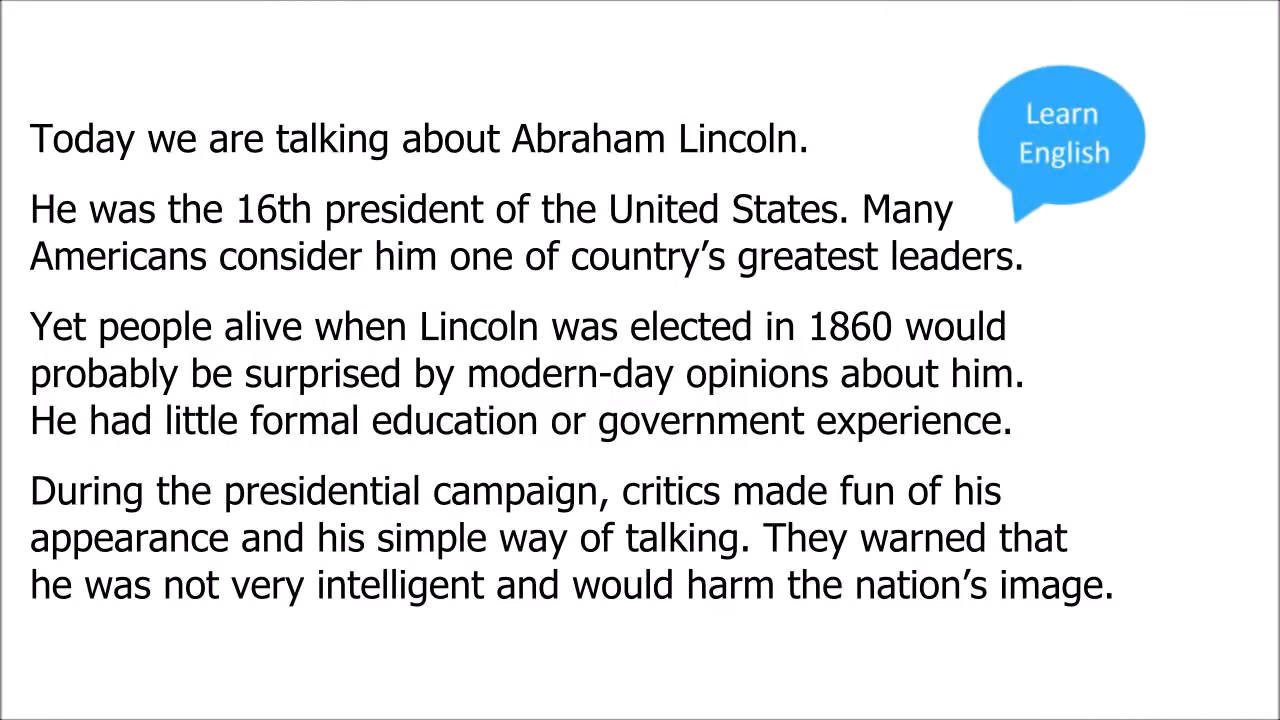 Learn
English
Today we are talking about Abraham Lincoln.
He was the 16th president of the United States. Many
Americans consider him one of country’s greatest leaders.
Yet people alive when Lincoln was elected in 1860 would
probably be surprised by modern-day opinions about him.
He had little formal education or government experience.
During the presidential campaign, critics made fun of his
appearance and his simple way of talking. They warned that
he was not very intelligent and would harm the nation’s image.